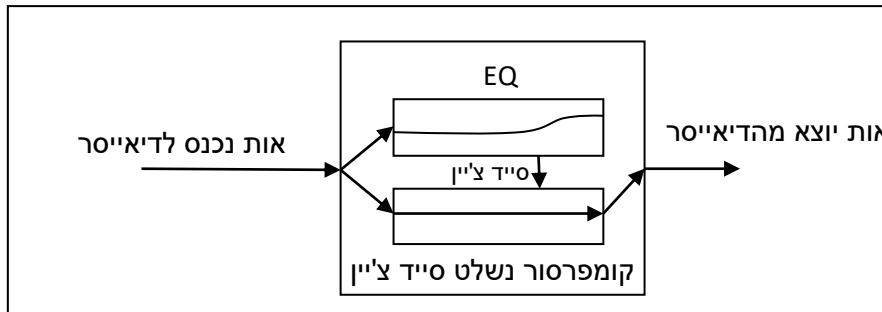 EQ
אות נכנס לדיאייסר
אות יוצא מהדיאייסר
סייד צ'יין
קומפרסור נשלט סייד צ'יין